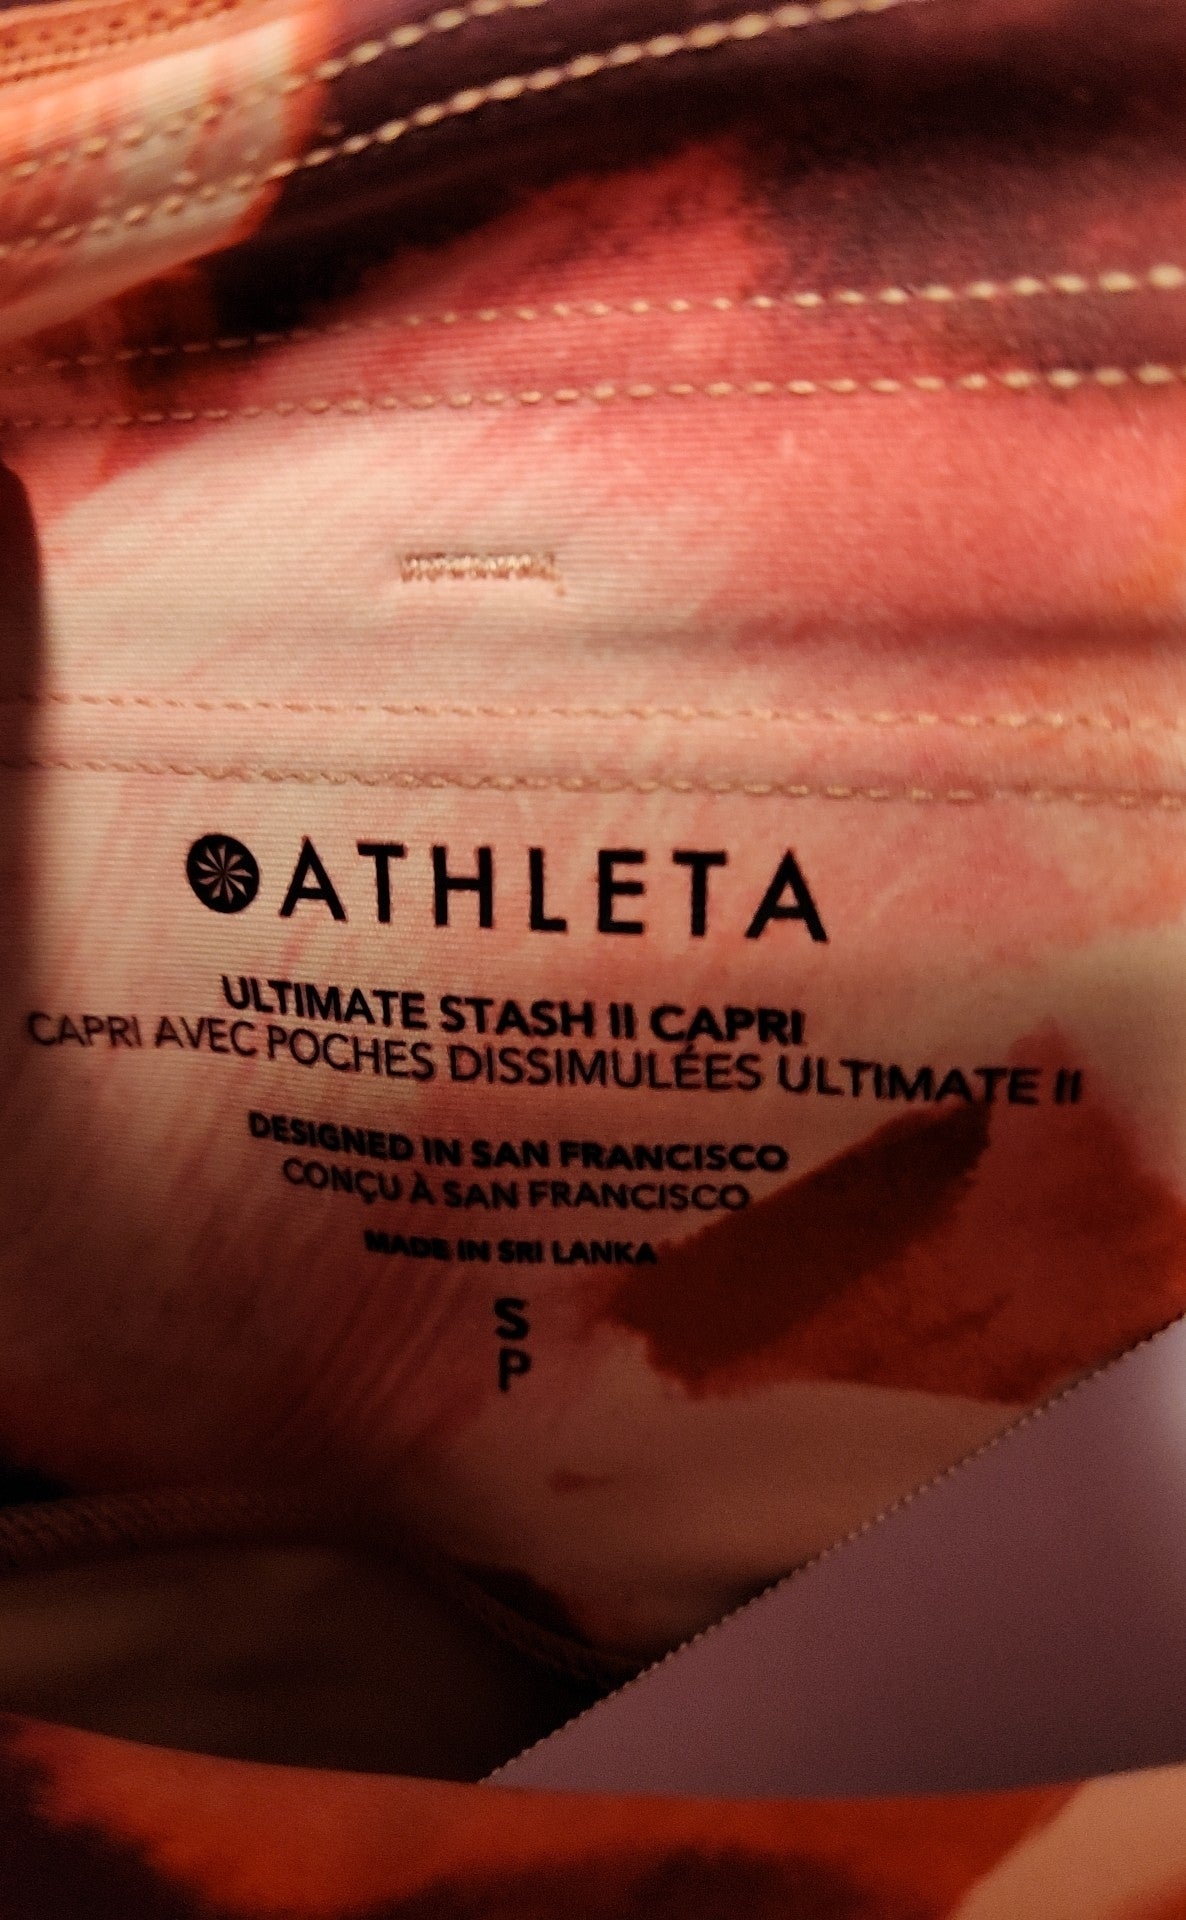 ATHLETA
ULTIMATE STASH II CAPRI
CAPRI AVEC POCHES DISSIMULÉES ULTIMATE II
DESIGNED IN SAN FRANCISCO
CONÇU À SAN FRANCISCO
MADE IN SRI LANKA
S
P